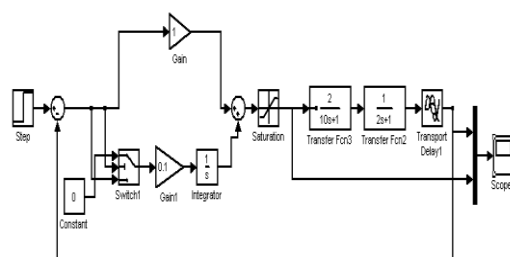 1
Gain
Step
Saturation
2
10s+1
Transfer Fcn3
1
2s+1
Transfer Fcn2
Transport
Delay1
Scope
0
Constant
Switch1
0.1
Gain1
1
s
Integrator